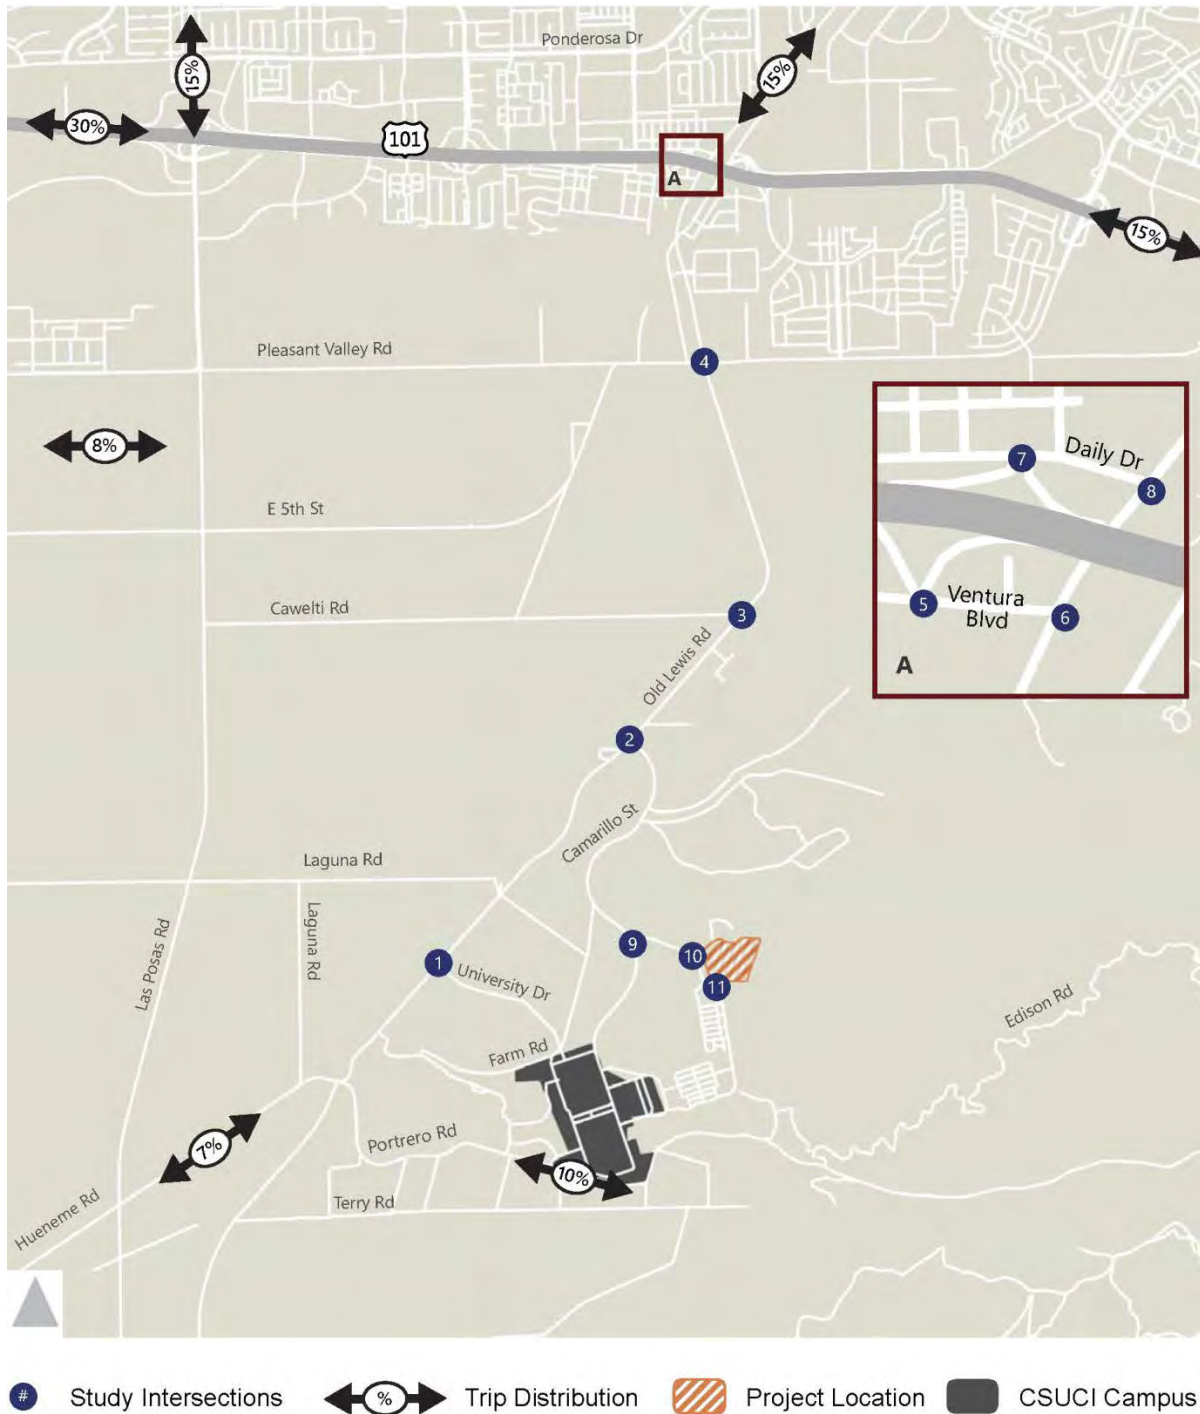 Ponderosa Dr
15%
15%
30%
101
A
15%
Pleasant Valley Rd
4
8%
E 5th St
Cawelti Rd
3
Old Lewis Rd
2
Camarillo St
Laguna Rd
Laguna Rd
Las Posas Rd
1
University Dr
9
10
11
Farm Rd
Edison Rd
7%
Portrero Rd
10%
Terry Rd
Hueneme Rd
7
Daily Dr
8
5
Ventura
Blvd
6
A
# Study Intersections
% Trip Distribution
Project Location
CSUCI Campus